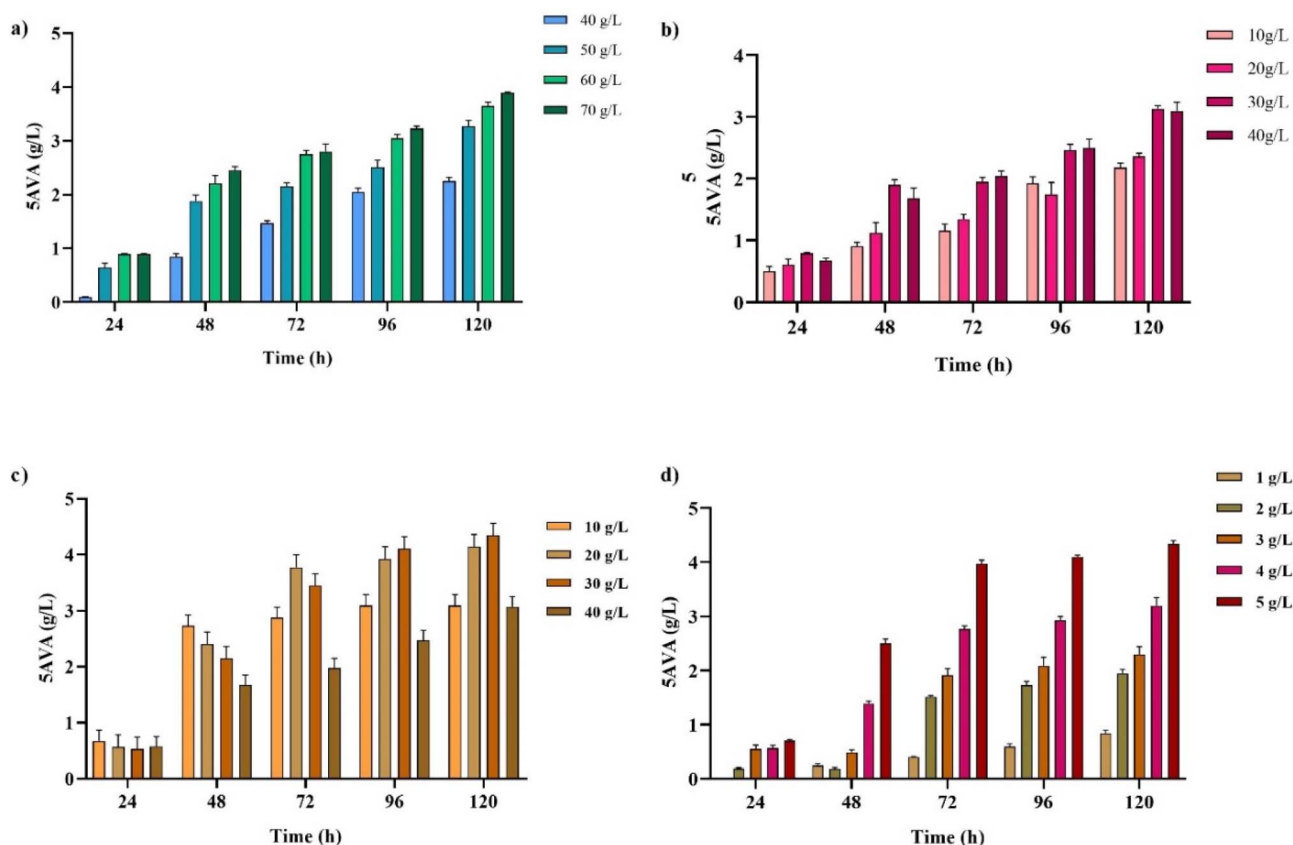 a)
40 g/L
50 g/L
60 g/L
70 g/L
5AVA (g/L)
5
4
3
2
1
0
24 48 72 96 120
Time (h)
b)
10g/L
20g/L
30g/L
40g/L
5
5AVA (g/L)
4
3
2
1
0
24 48 72 96 120
Time (h)
c)
10 g/L
20 g/L
30 g/L
40 g/L
5AVA (g/L)
5
4
3
2
1
0
24 48 72 96 120
Time (h)
d)
1 g/L
2 g/L
3 g/L
4 g/L
5 g/L
5AVA (g/L)
5
4
3
2
1
0
24 48 72 96 120
Time (h)